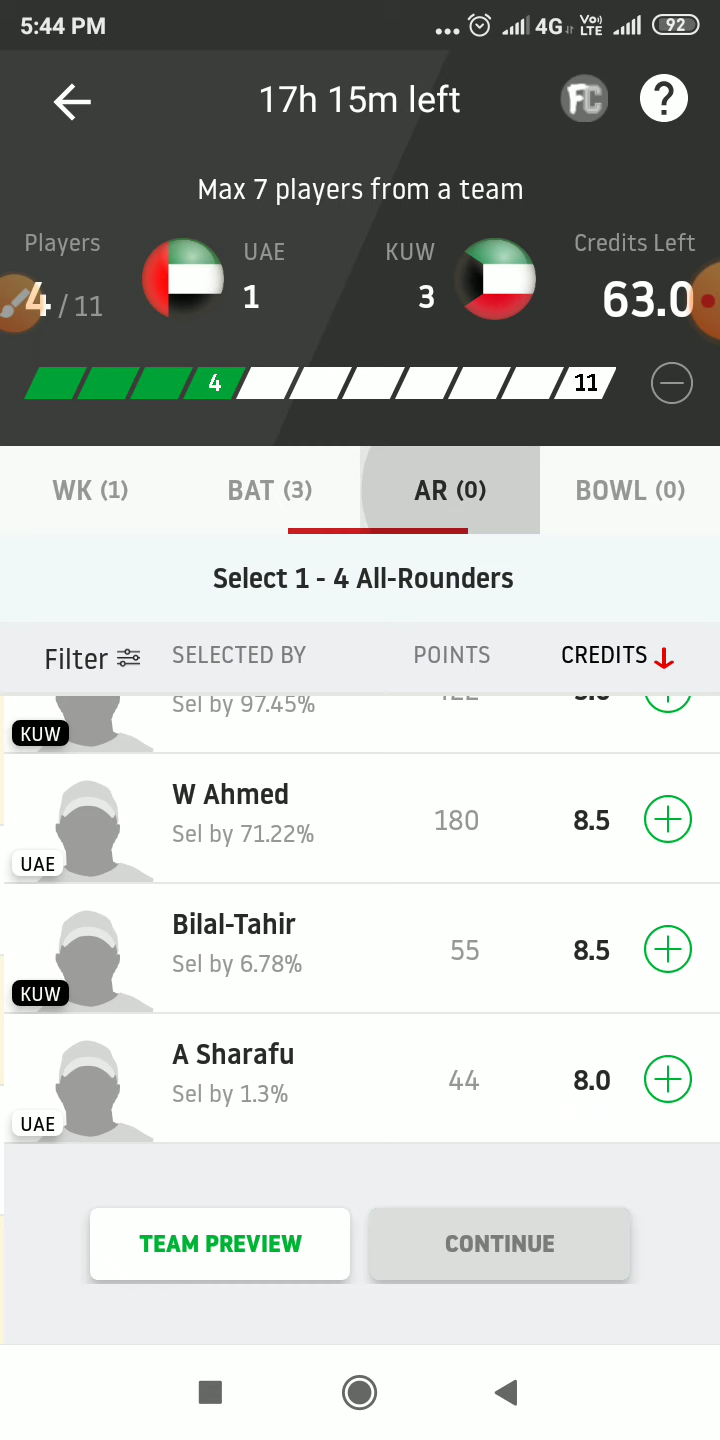 5:44 PM
4G
Vo)
LTE
92
17h 15m left
FC
?
Max 7 players from a team
Players
UAE
KUW
Credits Left
4 / 11
1
3
63.0
4
11
WK (1)
BAT (3)
AR (0)
BOWL (0)
Select 1 - 4 All-Rounders
Filter
SELECTED BY
POINTS
CREDITS
Sel by 97.45%
KUW
W Ahmed
Sel by 71.22%
180
8.5
UAE
Bilal-Tahir
Sel by 6.78%
55
8.5
KUW
A Sharafu
Sel by 1.3%
44
8.0
UAE
TEAM PREVIEW
CONTINUE